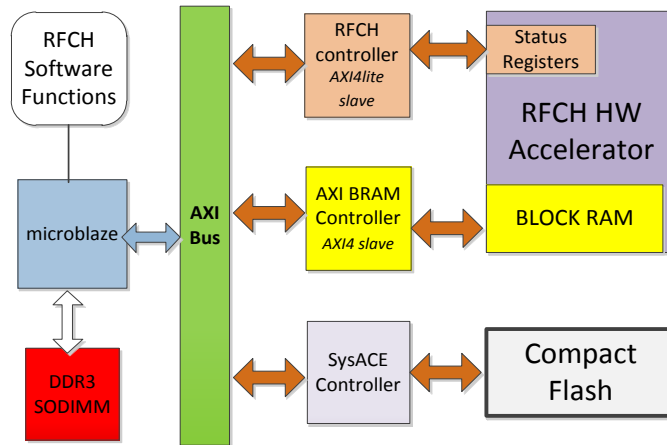 RFCH
Software
Functions
microblaze
DDR3
SODIMM
AXI
Bus
RFCH
controller
AXI4lite
slave
AXI BRAM
Controller
AXI4 slave
SysACE
Controller
Status
Registers
RFCH HW
Accelerator
BLOCK RAM
Compact
Flash